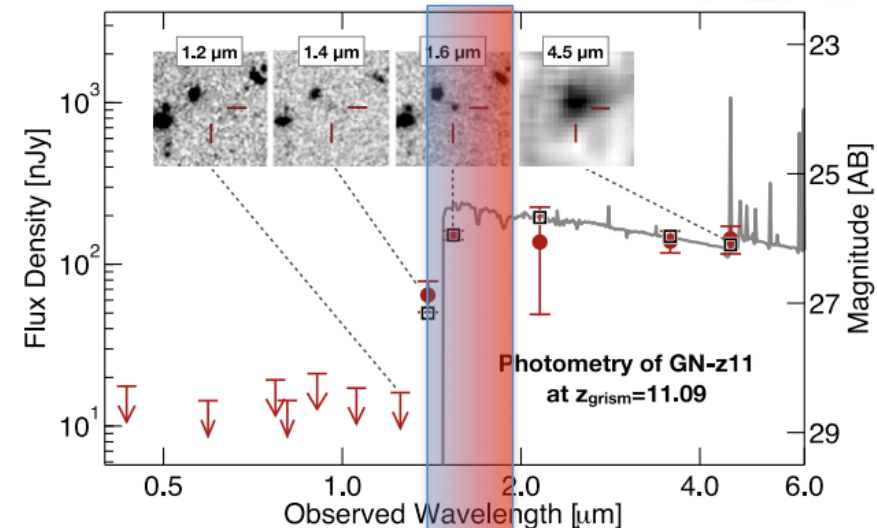 1.2 μm
1.4 μm
1.6 μm
4.5 μm
Flux Density [nJy]
10³
10²
10¹
23
25
27
29
Magnitude [AB]
Photometry of GN-z11
at zgrism=11.09
0.5
1.0
2.0
4.0
6.0
Observed Wavelength [μm]